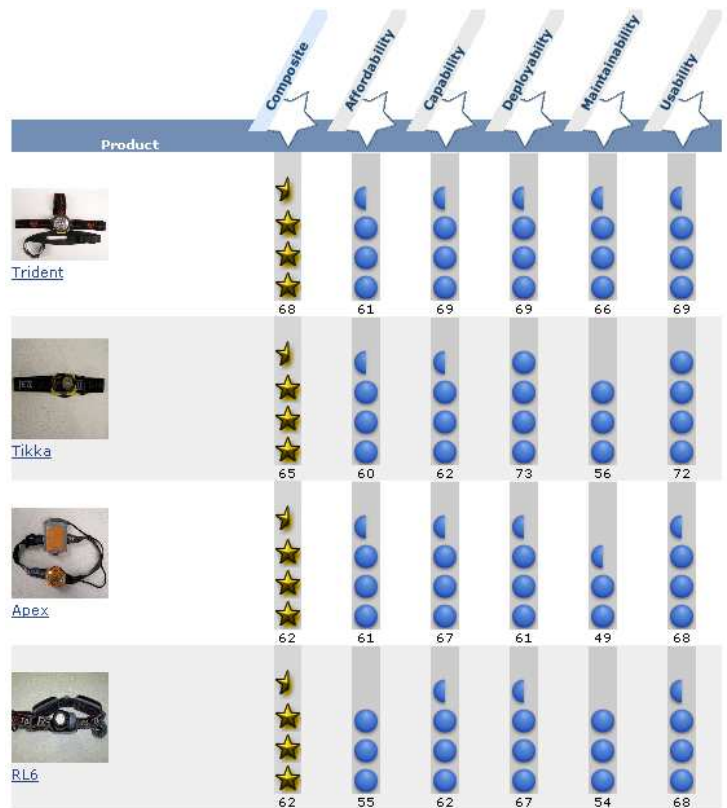 Composite
Affordability
Capability
Deployability
Maintainability
Usability
Product
Trident
68 61 69 69 66 69
Tikka
65 60 62 73 56 72
Apex
62 61 67 61 49 68
RL6
62 55 62 67 54 68